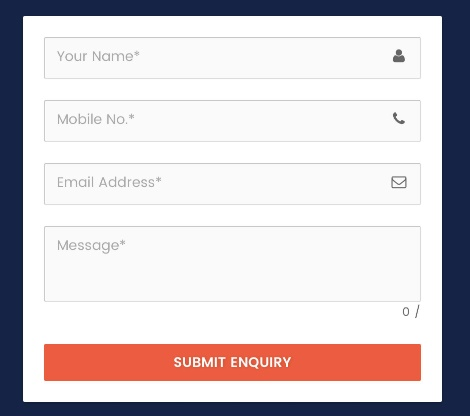 Your Name*
Mobile No.*
Email Address*
Message*
0 /
SUBMIT ENQUIRY